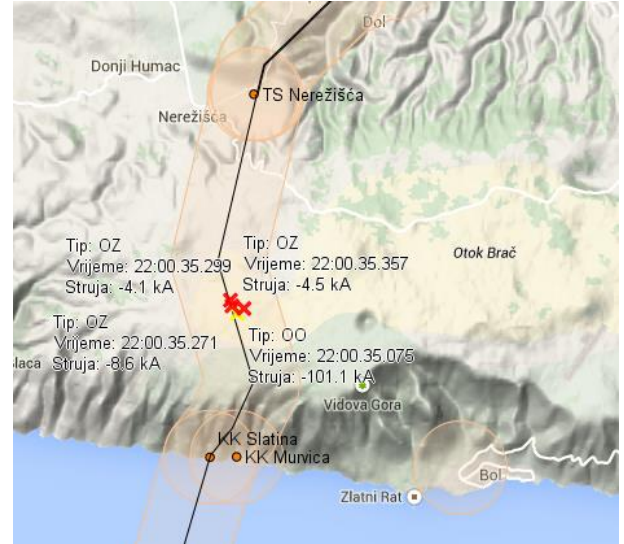 Dol
Donji Humac
TS Nerežišća
Nerežišća
Tip: OZ
Vrijeme: 22:00.35.299
Struja: -4.1 kA
Tip: OZ
Vrijeme: 22:00.35.357
Struja: -4.5 kA
Otok Brač
Tip: OZ
Vrijeme: 22:00.35.271
Struja: -8.6 kA
Tip: OO
Vrijeme: 22:00.35.075
Struja: -101.1 kA
laca
Vidova Gora
KK Slatina
KK Murvica
Bol
Zlatni Rat